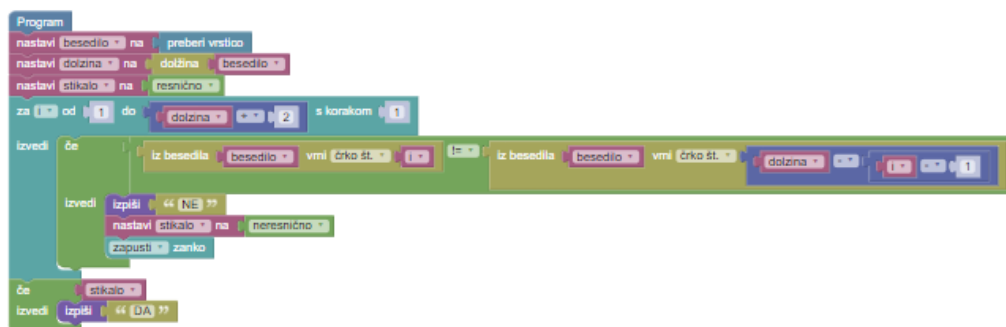 Program
nastavi besedilo na preberi vrstico
nastavi dolzina na dolžina besedilo
nastavi stikalo na resnično
za i od 1 do dolzina ÷ 2 s korakom 1
izvedi če iz besedila besedilo vrni črko št. i != iz besedila besedilo vrni črko št. dolzina - i - 1
izvedi izpiši “ NE ”
nastavi stikalo na neresnično
zapusti zanko
če stikalo
izvedi izpiši “ DA ”